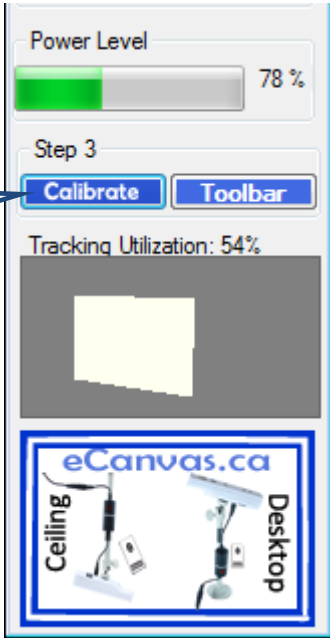 Power Level
78 %
Step 3
Calibrate Toolbar
Tracking Utilization: 54%
eCanvas.ca
Ceiling
Desktop